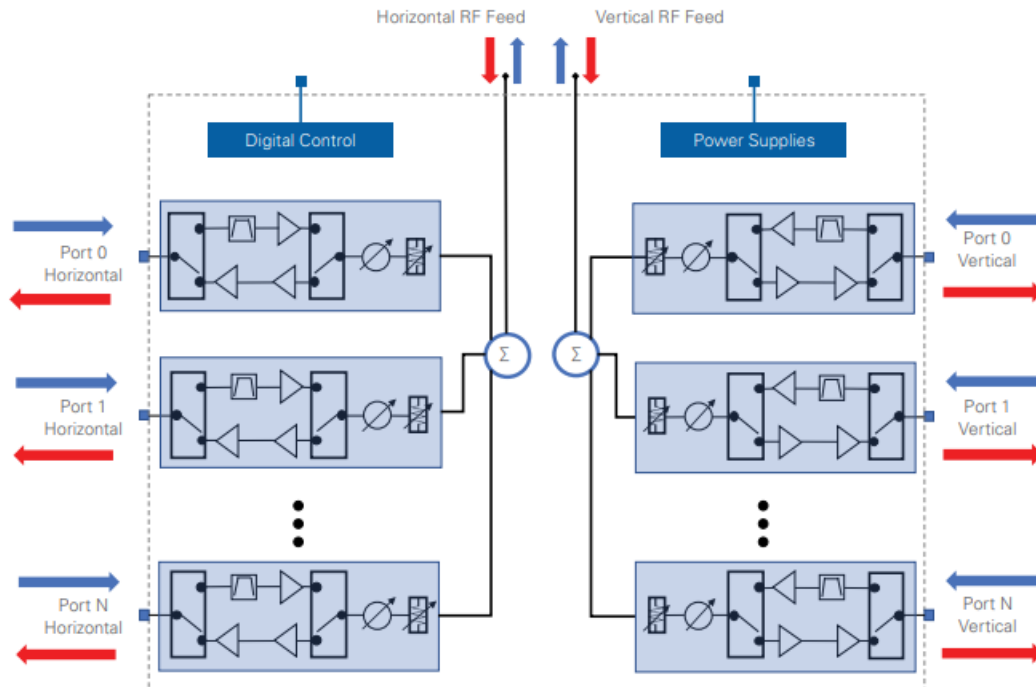 Horizontal RF Feed
Vertical RF Feed
Digital Control
Power Supplies
Port 0
Horizontal
Port 0
Vertical
Σ
Σ
Port 1
Horizontal
Port 1
Vertical
Port N
Horizontal
Port N
Vertical